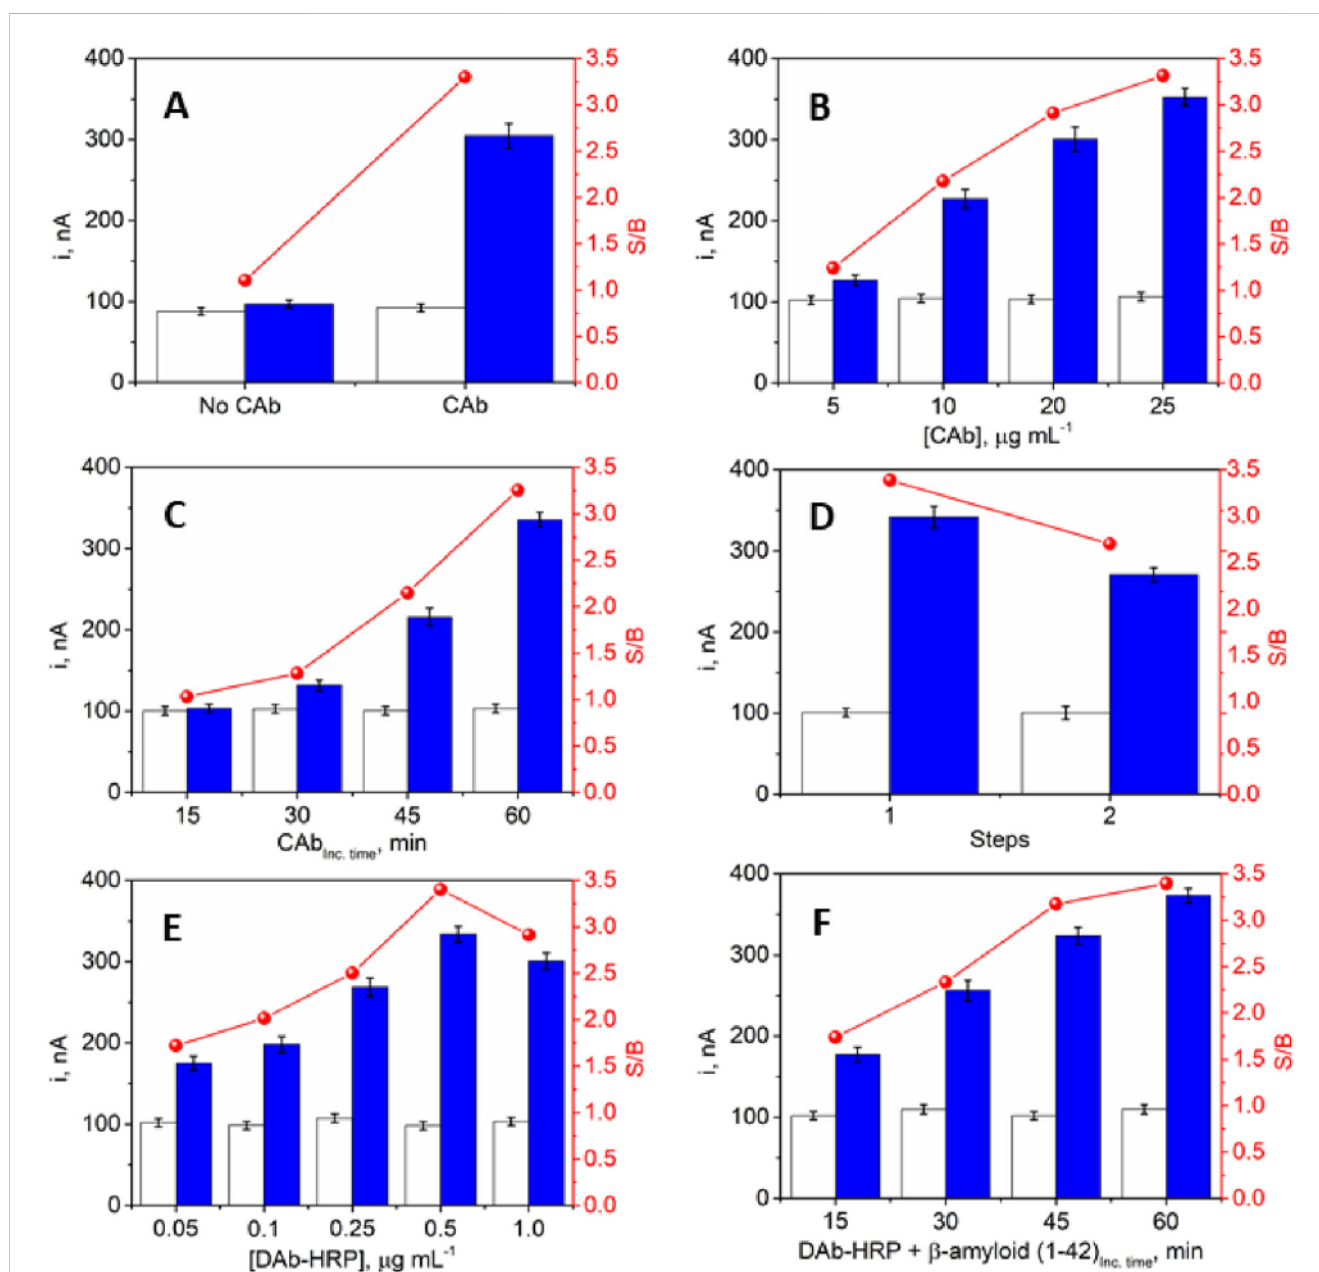 A
400
300
200
100
0
i, nA
3.5
3.0
2.5
2.0
1.5
1.0
0.5
0.0
S/B
No CAb CAb
B
400
300
200
100
0
i, nA
3.5
3.0
2.5
2.0
1.5
1.0
0.5
0.0
S/B
5 10 20 25
[CAb], μg mL⁻¹
C
400
300
200
100
0
i, nA
3.5
3.0
2.5
2.0
1.5
1.0
0.5
0.0
S/B
15 30 45 60
CAb Inc. time, min
D
400
300
200
100
0
i, nA
3.5
3.0
2.5
2.0
1.5
1.0
0.5
0.0
S/B
1 2
Steps
E
400
300
200
100
0
i, nA
3.5
3.0
2.5
2.0
1.5
1.0
0.5
0.0
S/B
0.05 0.1 0.25 0.5 1.0
[DAb-HRP], μg mL⁻¹
F
400
300
200
100
0
i, nA
3.5
3.0
2.5
2.0
1.5
1.0
0.5
0.0
S/B
15 30 45 60
DAb-HRP + β-amyloid (1-42) Inc. time, min